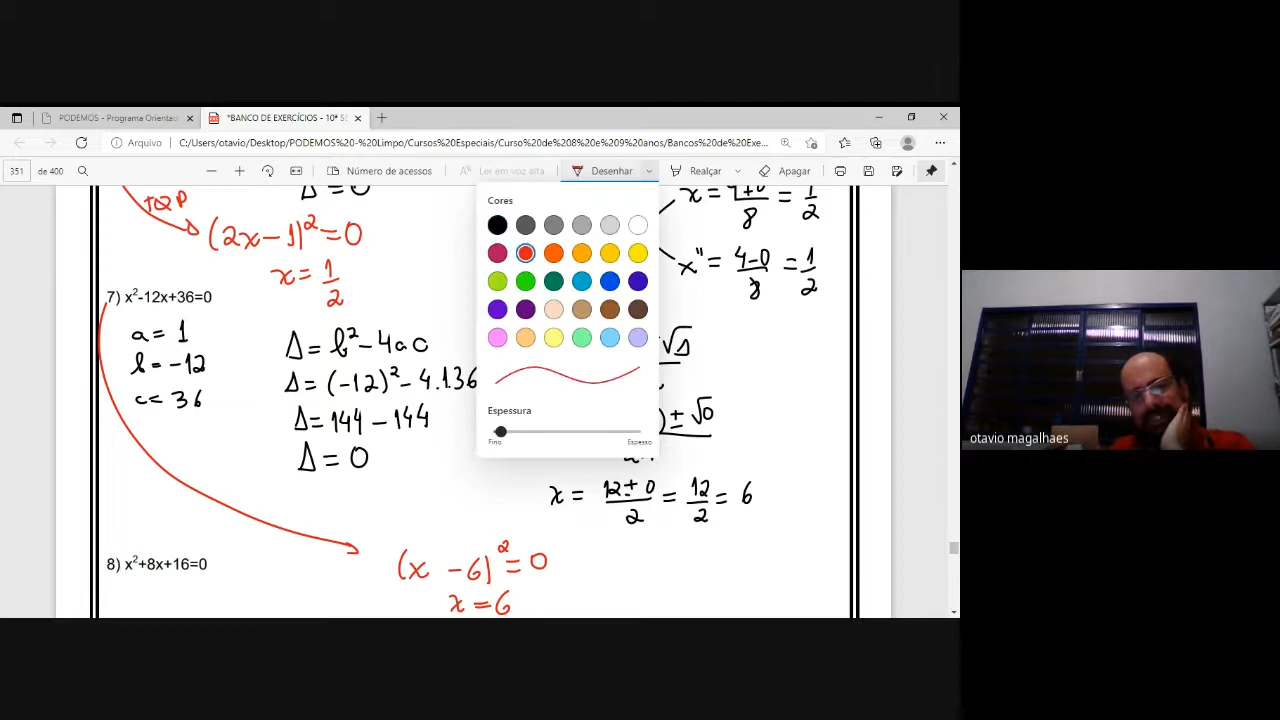 PODEMOS - Programa Orienta
*BANCO DE EXERCÍCIOS - 10ª S
Arquivo
C:/Users/otavio/Desktop/PODEMOS%20-%20Limpo/Cursos%20Especiais/Curso%20de%208%20e%209%20anos/Bancos%20de%20Exe...
351 de 400
Número de acessos
Ler em voz alta
Desenhar
Realçar
Apagar
Cores
Espessura
Fino
Espesso
Δ = 0
TQP
(2x-1)²=0
x = 1/2
x = 4+0/8 = 1/2
x" = 4-0/8 = 1/2
7) x²-12x+36=0
a = 1
b = -12
c = 36
Δ = b² - 4ac
Δ = (-12)² - 4.1.36
Δ = 144 - 144
Δ = 0
√Δ
) ± √0
x = 12 ± 0/2 = 12/2 = 6
(x - 6)² = 0
x = 6
8) x²+8x+16=0
otavio magalhaes